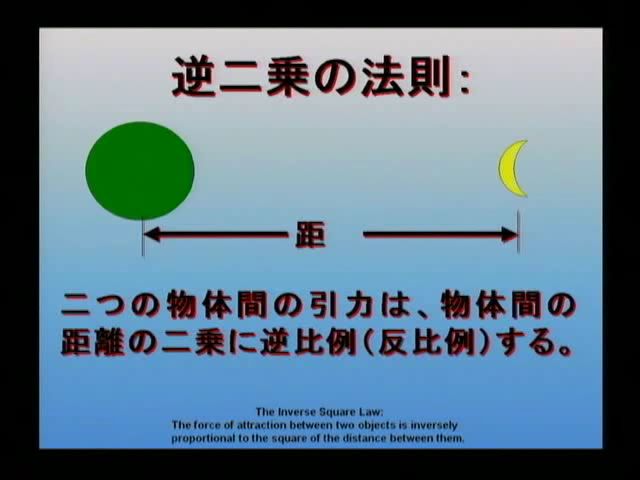 逆二乗の法則：
距
二つの物体間の引力は、物体間の
距離の二乗に逆比例（反比例）する。
The Inverse Square Law:
The force of attraction between two objects is inversely
proportional to the square of the distance between them.